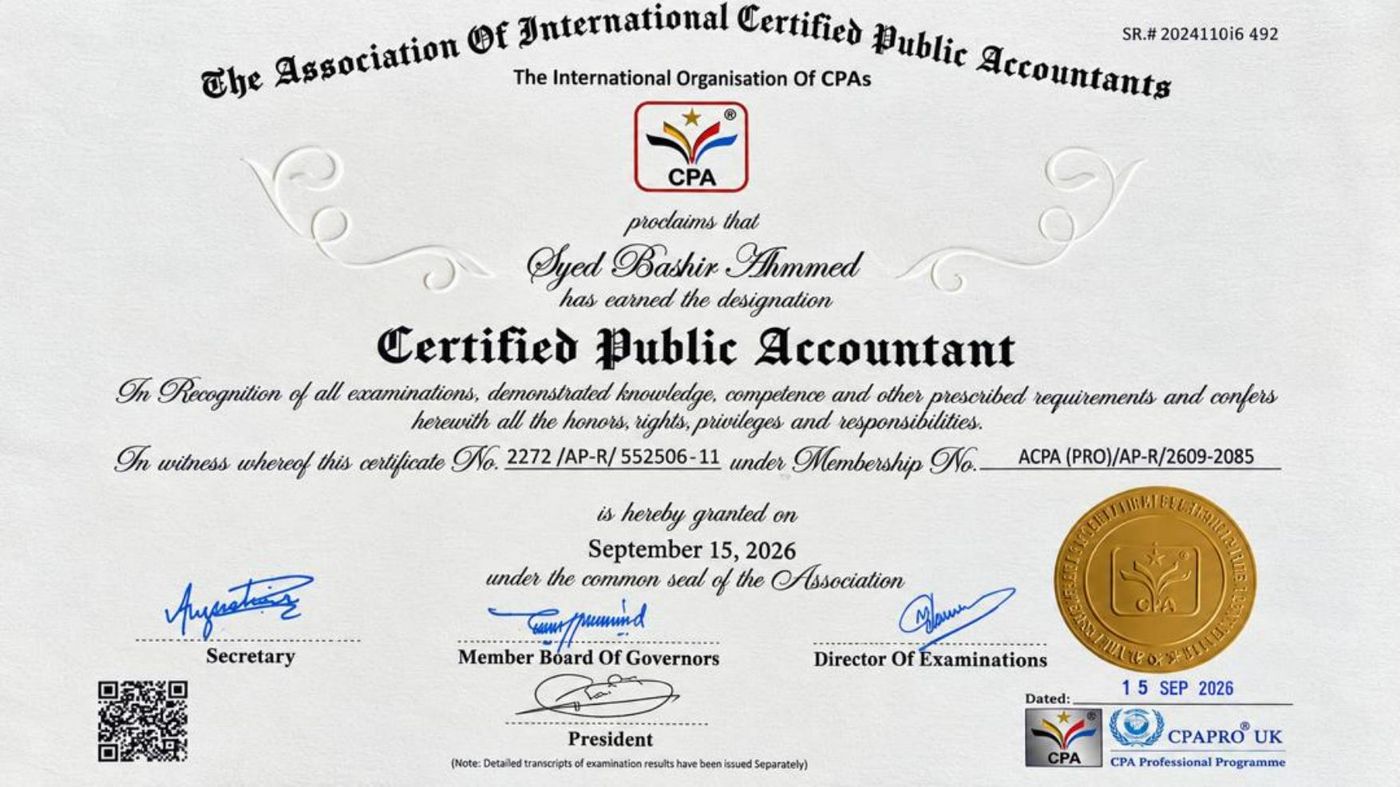 The Association Of International Certified Public Accountants
SR.# 2024110i6 492
The International Organisation Of CPAs
®
CPA
proclaims that
Syed Bashir Ahmmed
has earned the designation
Certified Public Accountant
In Recognition of all examinations, demonstrated knowledge, competence and other prescribed requirements and confers
herewith all the honors, rights, privileges and responsibilities.
In witness whereof this certificate No. 2272 /AP-R/ 552506-11 under Membership No. ACPA (PRO)/AP-R/2609-2085
is hereby granted on
September 15, 2026
under the common seal of the Association
CPA
Secretary
Member Board Of Governors
Director Of Examinations
Dated: 15 SEP 2026
President
CPA
CPAPRO® UK
CPA Professional Programme
(Note: Detailed transcripts of examination results have been issued Separately)